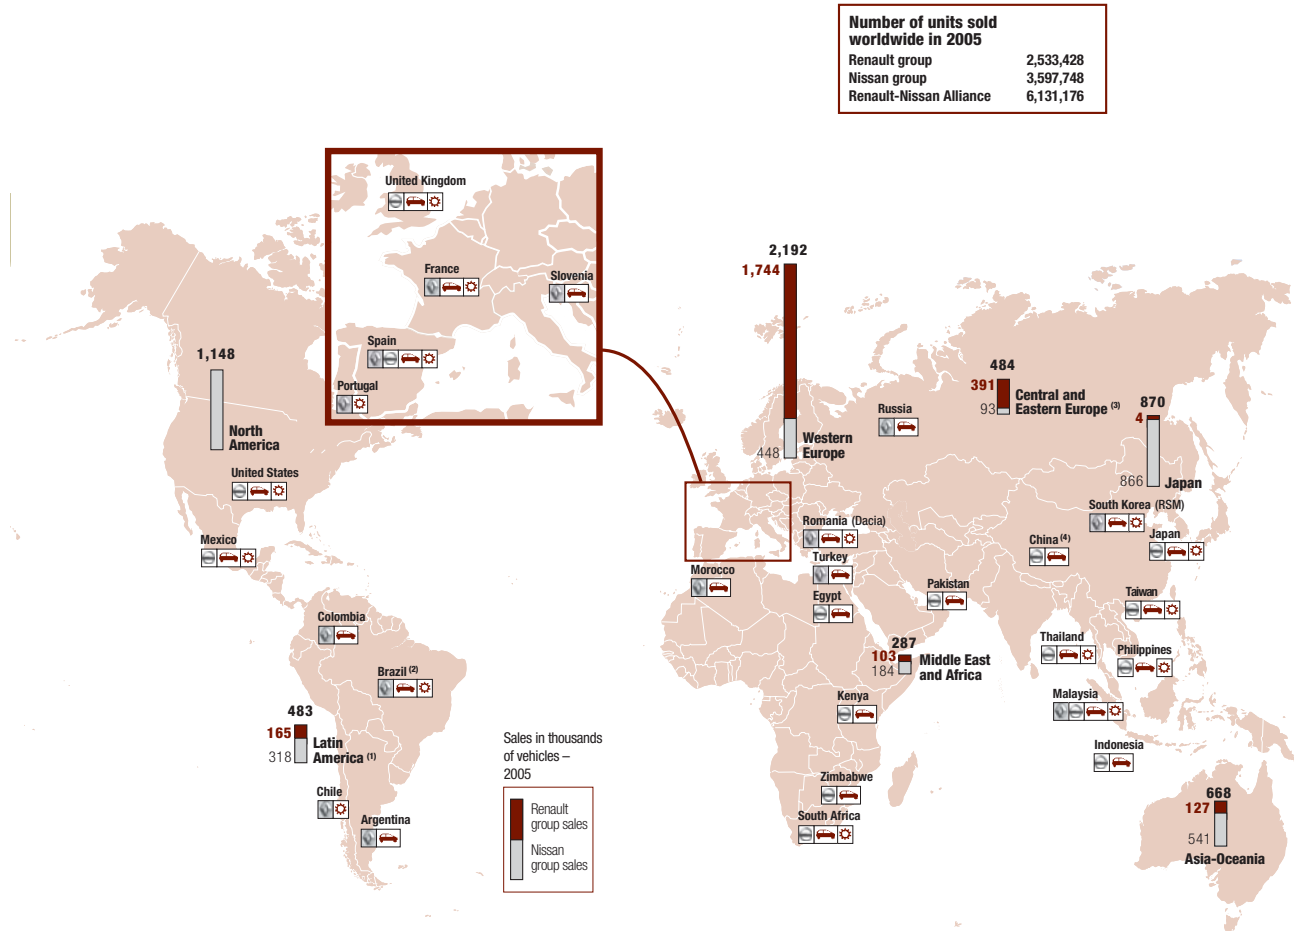 Number of units sold
worldwide in 2005
Renault group 2,533,428
Nissan group 3,597,748
Renault-Nissan Alliance 6,131,176
United Kingdom
France
Slovenia
Spain
Portugal
2,192
1,744
448
Western
Europe
1,148
North
America
United States
Mexico
484
391
93
Central and
Eastern Europe (3)
Russia
870
4
866
Japan
South Korea (RSM)
Japan
China (4)
Romania (Dacia)
Turkey
Morocco
Egypt
Pakistan
Taiwan
Thailand
Philippines
Malaysia
Indonesia
287
103
184
Middle East
and Africa
Kenya
Zimbabwe
South Africa
Colombia
Brazil (2)
483
165
318
Latin
America (1)
Chile
Argentina
Sales in thousands
of vehicles –
2005
Renault
group sales
Nissan
group sales
668
127
541
Asia-Oceania